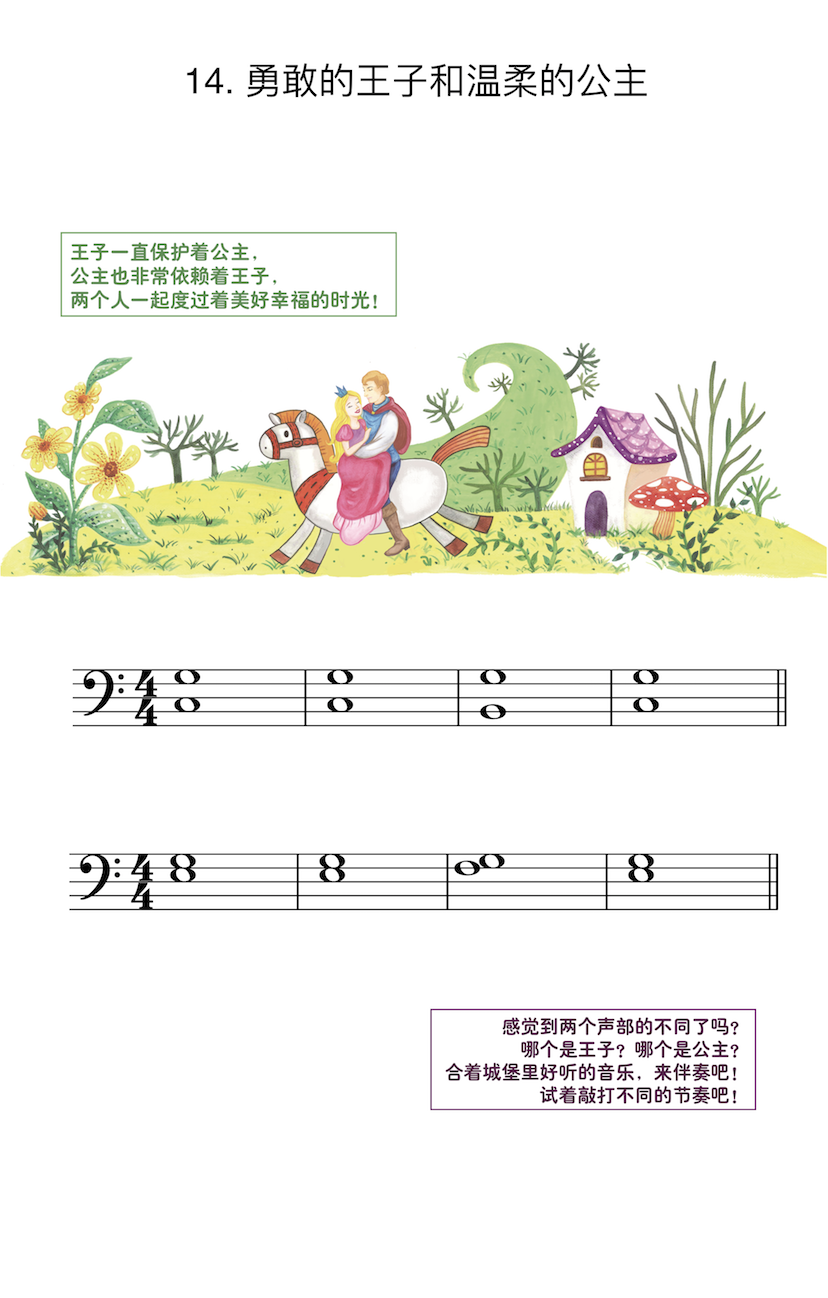 14. 勇敢的王子和温柔的公主
王子一直保护着公主，
公主也非常依赖着王子，
两个人一起度过着美好幸福的时光！
感觉到两个声部的不同了吗？
哪个是王子？哪个是公主？
合着城堡里好听的音乐，来伴奏吧！
试着敲打不同的节奏吧！